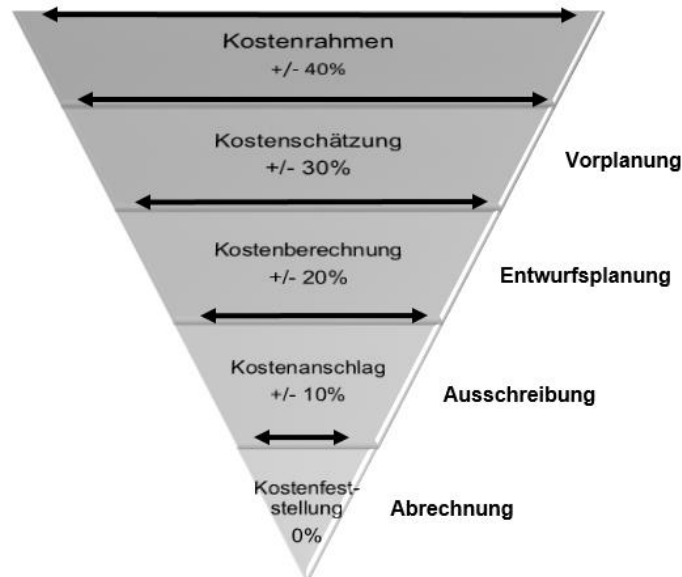 Kostenrahmen
+/- 40%
Kostenschätzung
+/- 30%
Vorplanung
Kostenberechnung
+/- 20%
Entwurfsplanung
Kostenanschlag
+/- 10%
Ausschreibung
Kostenfest-
stellung
0%
Abrechnung